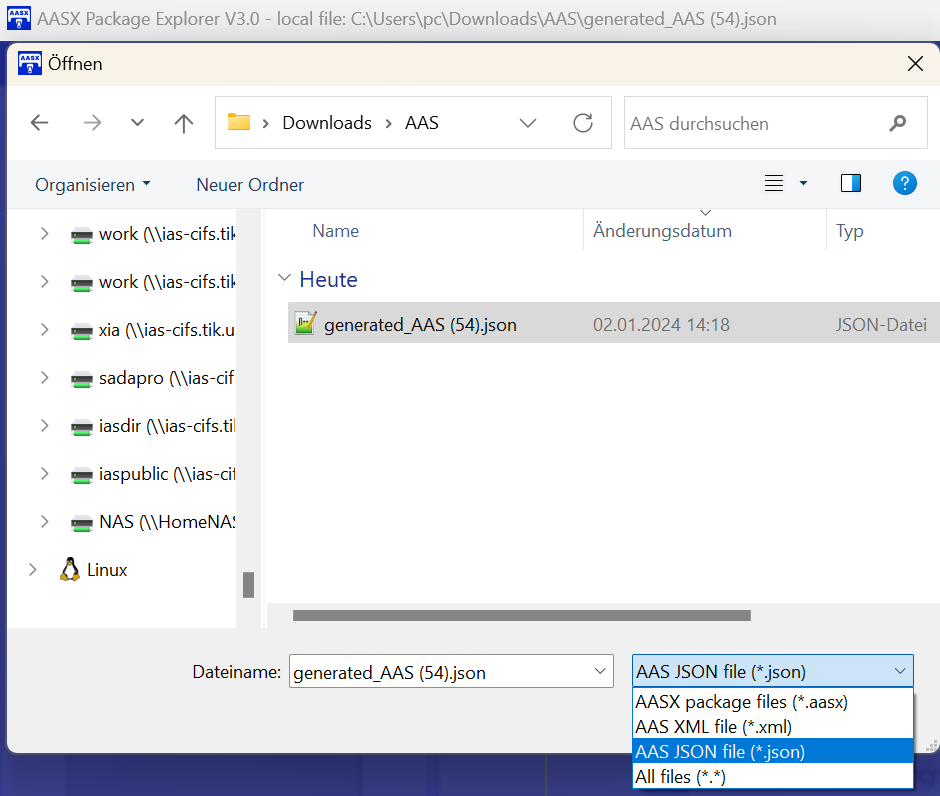 AASX Package Explorer V3.0 - local file: C:\Users\pc\Downloads\AAS\generated_AAS (54).json
AASX
Öffnen
Downloads > AAS
AAS durchsuchen
Organisieren
Neuer Ordner
?
Name
Änderungsdatum
Typ
Heute
generated_AAS (54).json 02.01.2024 14:18 JSON-Datei
work (\\ias-cifs.tik
work (\\ias-cifs.tik
xia (\\ias-cifs.tik.u
sadapro (\\ias-cif
iasdir (\\ias-cifs.ti
iaspublic (\\ias-cif
NAS (\\HomeNAS
Linux
Dateiname: generated_AAS (54).json
AAS JSON file (*.json)
AASX package files (*.aasx)
AAS XML file (*.xml)
AAS JSON file (*.json)
All files (*.*)